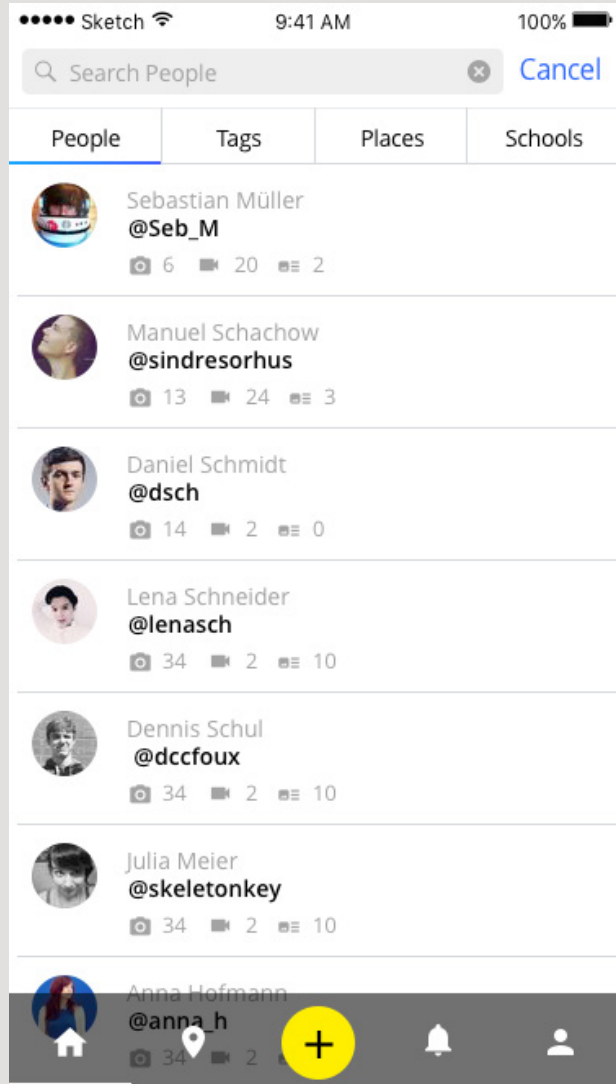 Sketch 9:41 AM 100%
Search People Cancel
People Tags Places Schools
Sebastian Müller
@Seb_M
6 20 2
Manuel Schachow
@sindresorhus
13 24 3
Daniel Schmidt
@dsch
14 2 0
Lena Schneider
@lenasch
34 2 10
Dennis Schul
@dccfoux
34 2 10
Julia Meier
@skeletonkey
34 2 10
Anna Hofmann
@anna_h
34 2